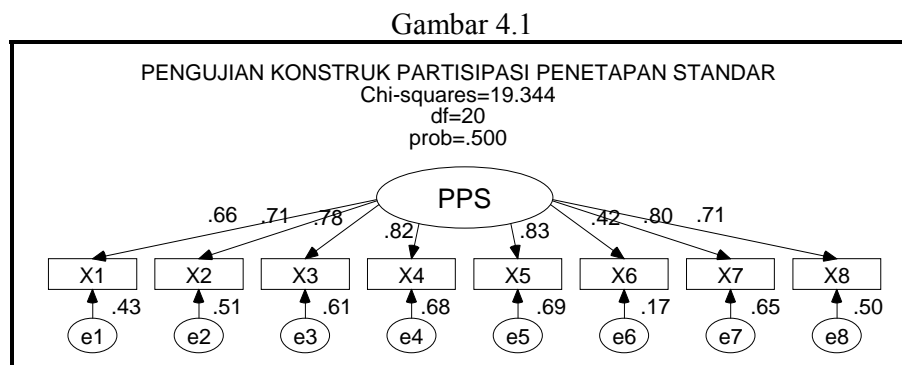 Gambar 4.1
PENGUJIAN KONSTRUK PARTISIPASI PENETAPAN STANDAR
Chi-squares=19.344
df=20
prob=.500
PPS
.66 .71 .78 .82 .83 .42 .80 .71
X1 X2 X3 X4 X5 X6 X7 X8
.43 .51 .61 .68 .69 .17 .65 .50
e1 e2 e3 e4 e5 e6 e7 e8